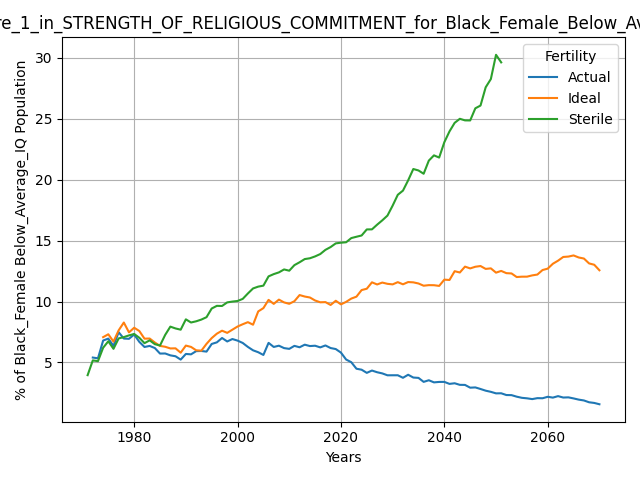 re_1_in_STRENGTH_OF_RELIGIOUS_COMMITMENT_for_Black_Female_Below_Av
Fertility
Actual
Ideal
Sterile
% of Black_Female Below_Average_IQ Population
30
25
20
15
10
5
1980
2000
2020
2040
2060
Years